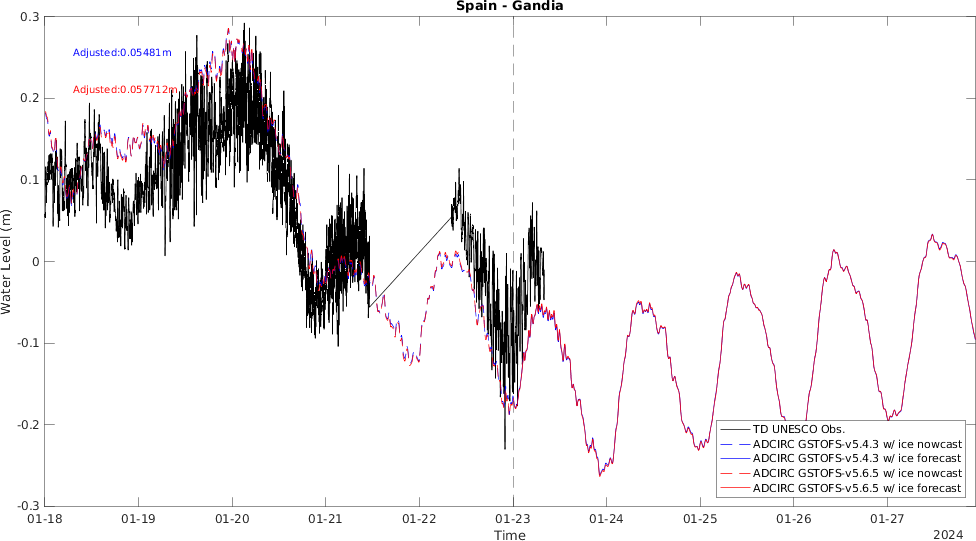 Spain - Gandia
0.3
0.2
0.1
0
-0.1
-0.2
-0.3
Water Level (m)
Adjusted:0.05481m
Adjusted:0.057712m
TD UNESCO Obs.
ADCIRC GSTOFS-v5.4.3 w/ ice nowcast
ADCIRC GSTOFS-v5.4.3 w/ ice forecast
ADCIRC GSTOFS-v5.6.5 w/ ice nowcast
ADCIRC GSTOFS-v5.6.5 w/ ice forecast
01-18 01-19 01-20 01-21 01-22 01-23 01-24 01-25 01-26 01-27
Time
2024